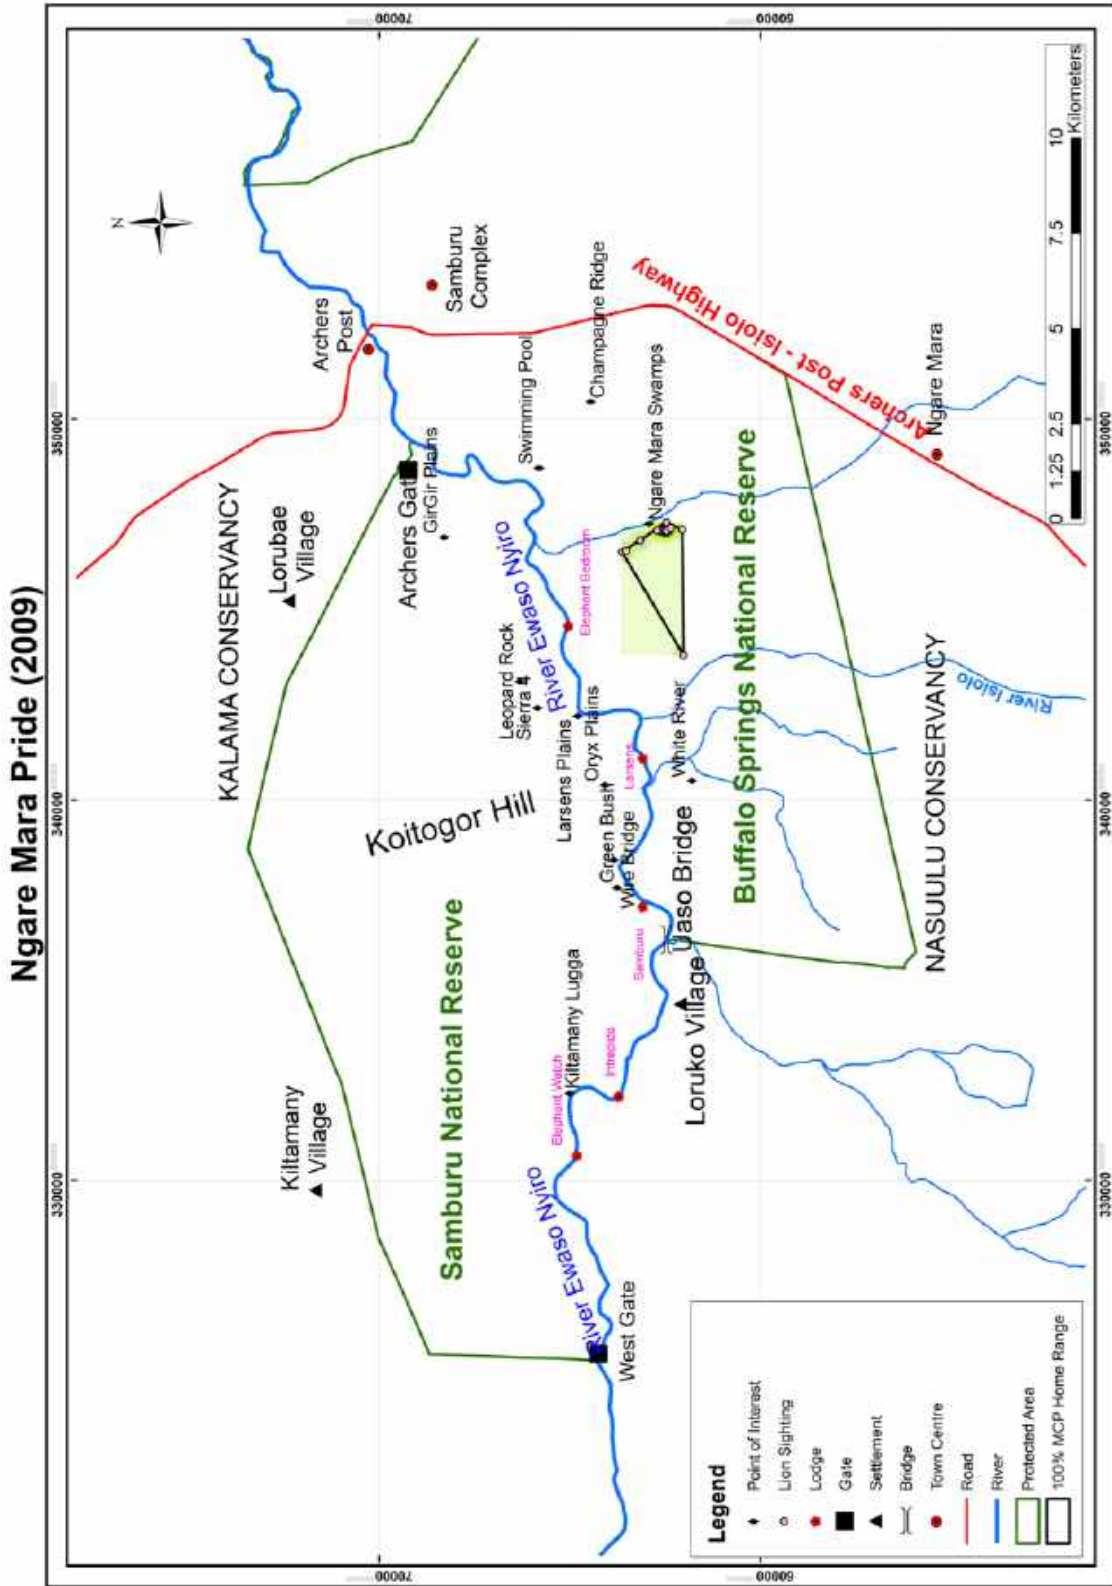 Ngare Mara Pride (2009)
330000
340000
350000
N
KALAMA CONSERVANCY
Kiltamany
Village
Lorubae
Village
Archers
Post
Samburu
Complex
Archers Gate
GirGir Plains
Koitogor Hill
Samburu National Reserve
Leopard Rock
Sierra 4
River Ewaso Nyiro
Swimming Pool
Champagne Ridge
Larsens Plains
Oryx Plains
Elephant Bedroom
Ngare Mara Swamps
Green Bush
Wire Bridge
Larsens
White River
Elephant Watch
Kiltamany Lugga
Intrepids
Samburu
Uaso Bridge
Loruko Village
River Ewaso Nyiro
West Gate
Buffalo Springs National Reserve
Archers Post - Isiolo Highway
Ngare Mara
NASUULU CONSERVANCY
River Isiolo
70000
70000
Legend
Point of Interest
Lion Sighting
Lodge
Gate
Settlement
Bridge
Town Centre
Road
River
Protected Area
100% MCP Home Range
0 1.25 2.5 5 7.5 10
Kilometers
330000
340000
350000